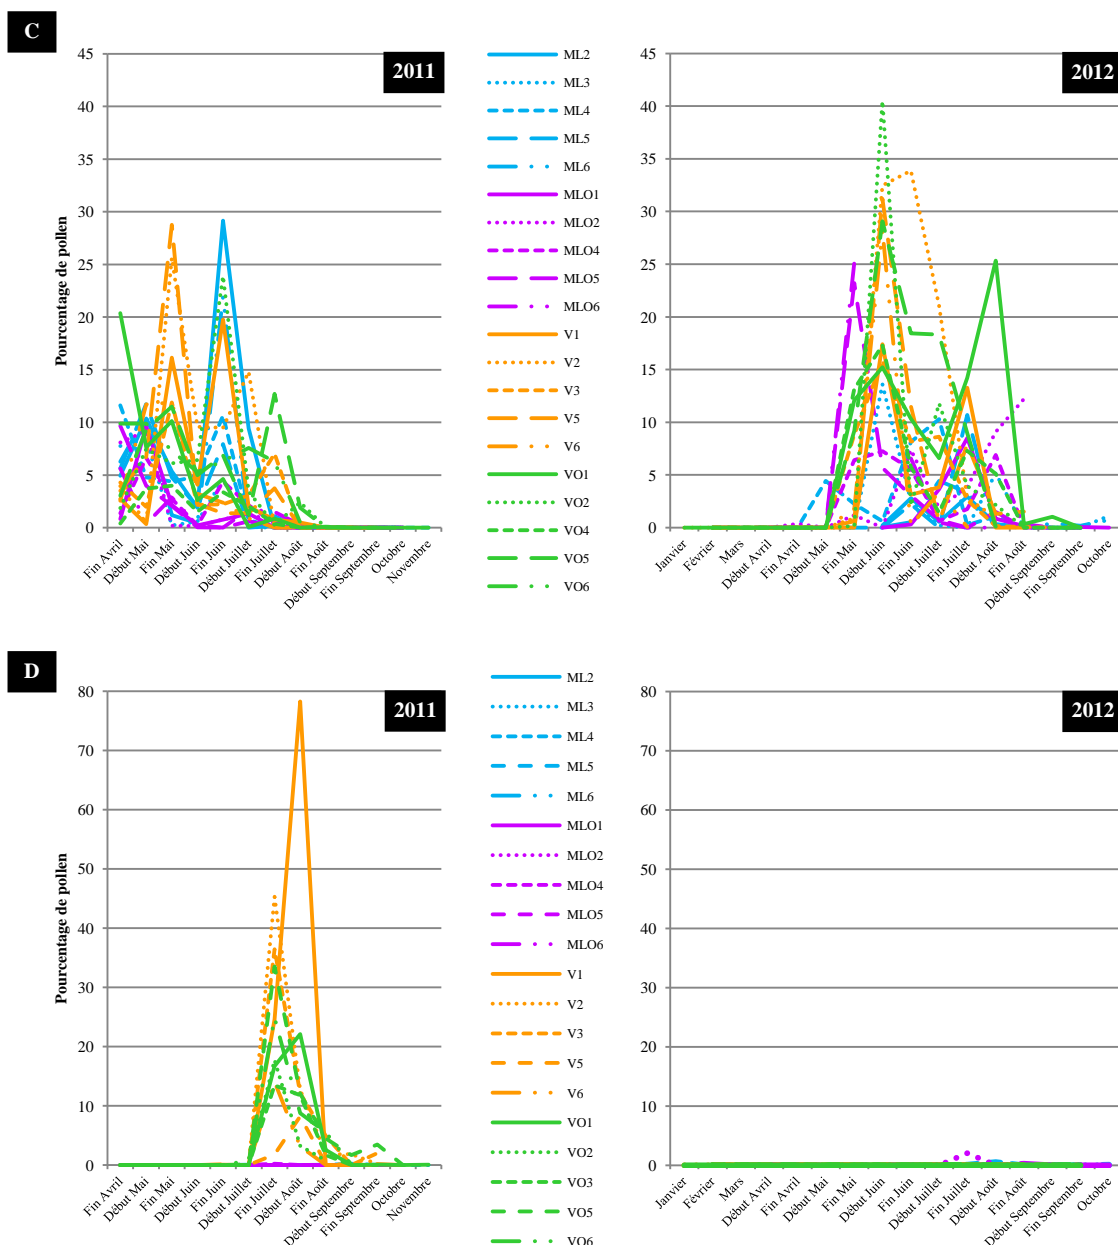 C
2011
2012
Pourcentage de pollen
45
40
35
30
25
20
15
10
5
0
Fin Avril
Début Mai
Fin Mai
Début Juin
Fin Juin
Début Juillet
Fin Juillet
Début Août
Fin Août
Début Septembre
Fin Septembre
Octobre
Novembre
ML2
ML3
ML4
ML5
ML6
MLO1
MLO2
MLO4
MLO5
MLO6
V1
V2
V3
V5
V6
VO1
VO2
VO4
VO5
VO6
45
40
35
30
25
20
15
10
5
0
Janvier
Février
Mars
Début Avril
Fin Avril
Début Mai
Fin Mai
Début Juin
Fin Juin
Début Juillet
Fin Juillet
Début Août
Fin Août
Début Septembre
Fin Septembre
Octobre
D
2011
2012
Pourcentage de pollen
80
70
60
50
40
30
20
10
0
Fin Avril
Début Mai
Fin Mai
Début Juin
Fin Juin
Début Juillet
Fin Juillet
Début Août
Fin Août
Début Septembre
Fin Septembre
Octobre
Novembre
ML2
ML3
ML4
ML5
ML6
MLO1
MLO2
MLO4
MLO5
MLO6
V1
V2
V3
V5
V6
VO1
VO2
VO3
VO5
VO6
80
70
60
50
40
30
20
10
0
Janvier
Février
Mars
Début Avril
Fin Avril
Début Mai
Fin Mai
Début Juin
Fin Juin
Début Juillet
Fin Juillet
Début Août
Fin Août
Début Septembre
Fin Septembre
Octobre